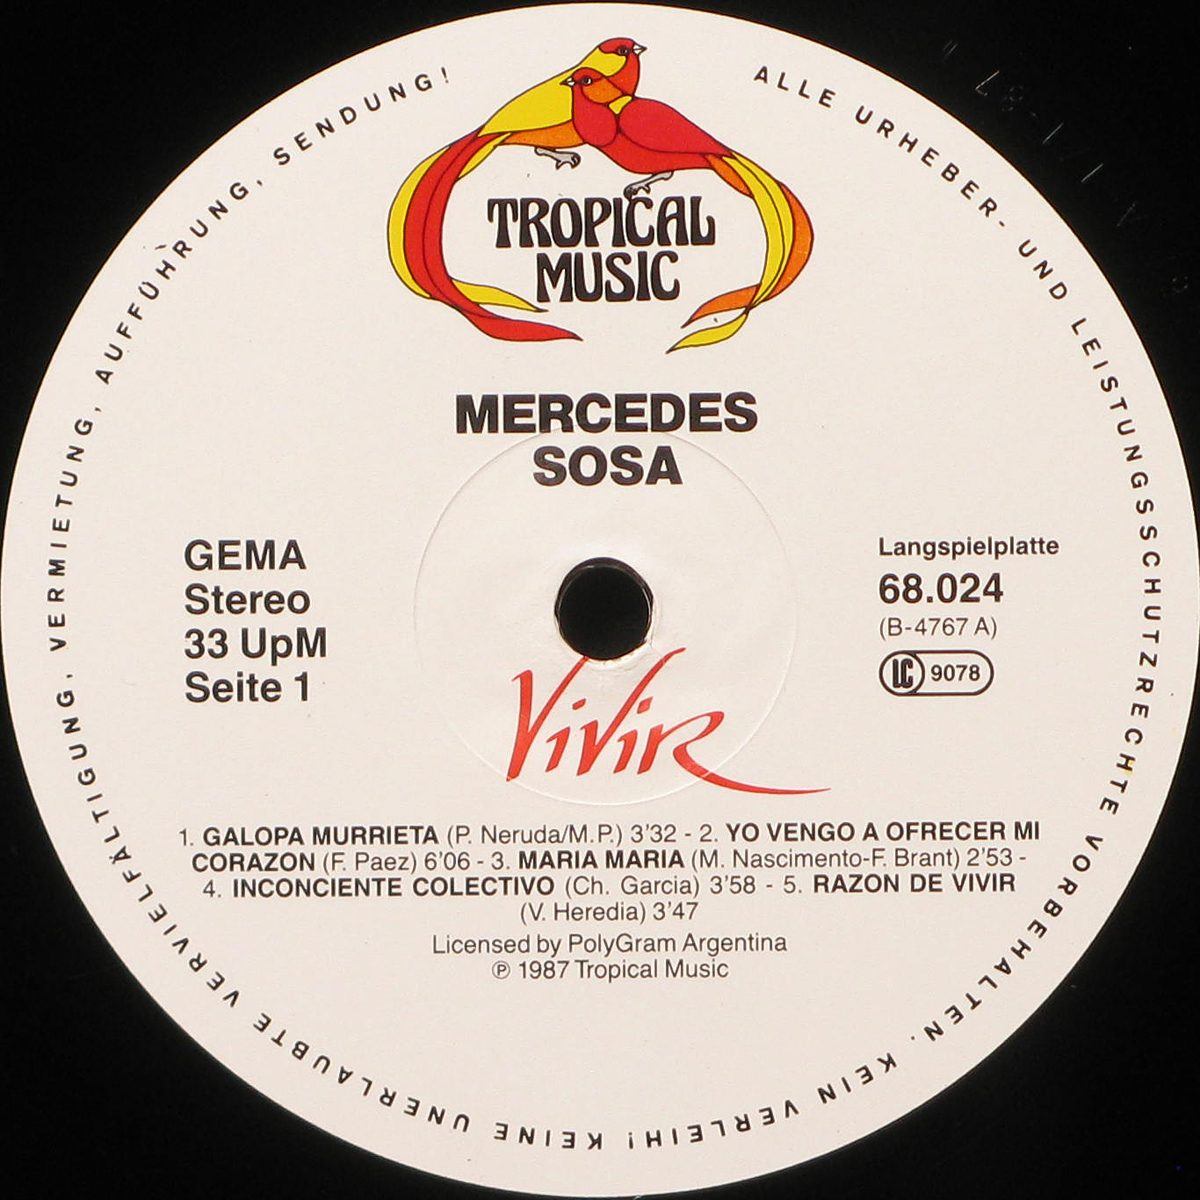 ALLE URHEBER- UND LEISTUNGSSCHUTZRECHTE VORBEHALTEN. KEIN VERLEIH! KEINE UNERLAUBTE VERVIELFÄLTIGUNG, VERMIETUNG, AUFFÜHRUNG, SENDUNG!
TROPICAL
MUSIC
MERCEDES
SOSA
GEMA
Stereo
33 UpM
Seite 1
Langspielplatte
68.024
(B-4767 A)
LC 9078
ViViR
1. GALOPA MURRIETA (P. Neruda/M.P.) 3'32 - 2. YO VENGO A OFRECER MI
CORAZON (F. Paez) 6'06 - 3. MARIA MARIA (M. Nascimento-F. Brant) 2'53 -
4. INCONCIENTE COLECTIVO (Ch. Garcia) 3'58 - 5. RAZON DE VIVIR
(V. Heredia) 3'47
Licensed by PolyGram Argentina
℗ 1987 Tropical Music